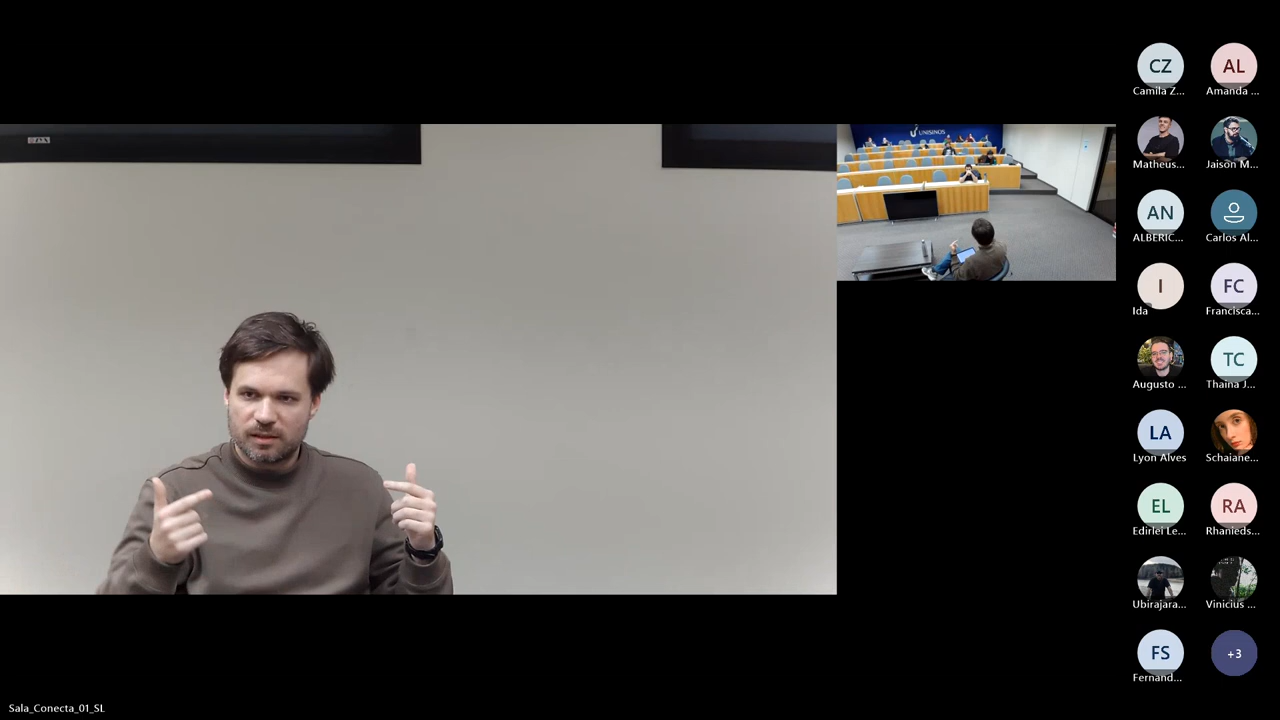 UNISINOS
CZ
Camila Z...
AL
Amanda ...
Matheus...
Jaison M...
AN
ALBERIC...
Carlos Al...
I
Ida
FC
Francisca...
Augusto ...
TC
Thaina J...
LA
Lyon Alves
Schaiane...
EL
Edirlei Le...
RA
Rhanieds...
Ubirajara...
Vinicius ...
FS
Fernand...
+3
Sala_Conecta_01_SL